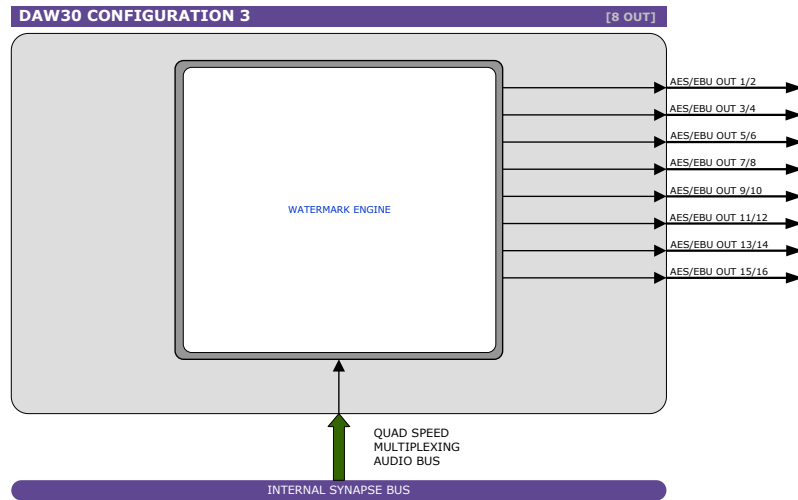 DAW30 CONFIGURATION 3 [8 OUT]
AES/EBU OUT 1/2
AES/EBU OUT 3/4
AES/EBU OUT 5/6
AES/EBU OUT 7/8
AES/EBU OUT 9/10
WATERMARK ENGINE
AES/EBU OUT 11/12
AES/EBU OUT 13/14
AES/EBU OUT 15/16
QUAD SPEED
MULTIPLEXING
AUDIO BUS
INTERNAL SYNAPSE BUS